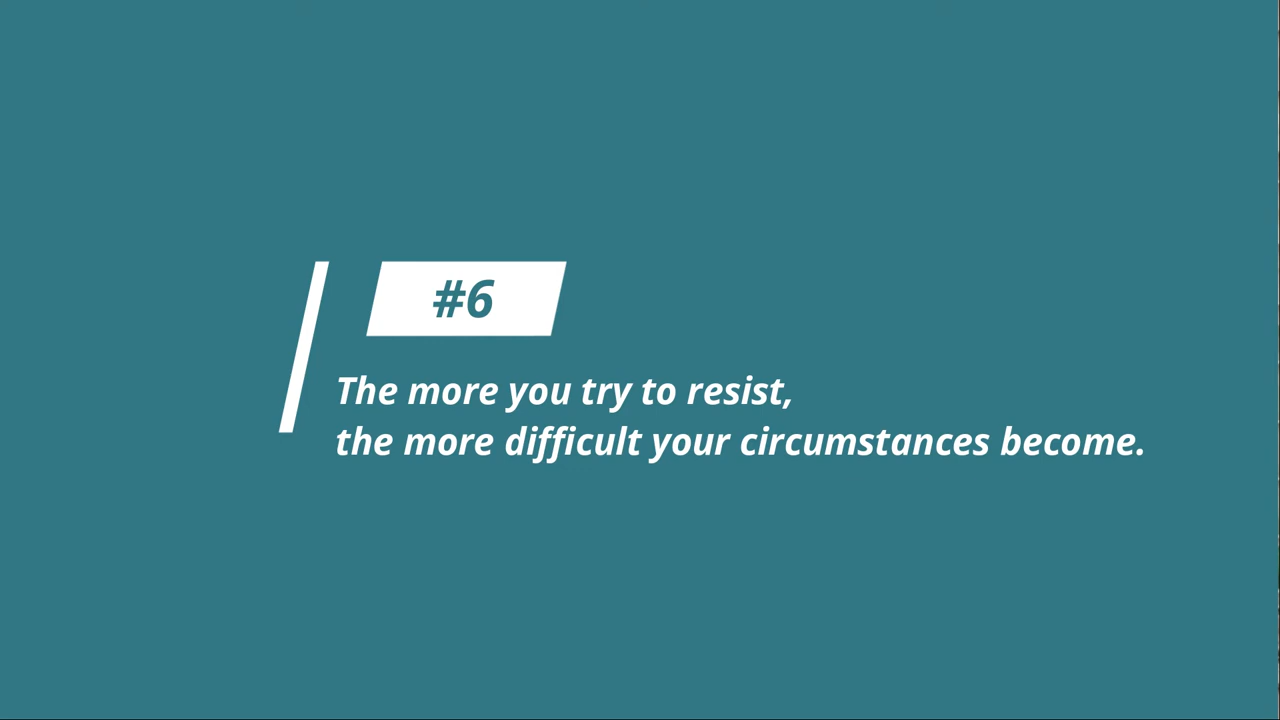 #6
The more you try to resist,
the more difficult your circumstances become.